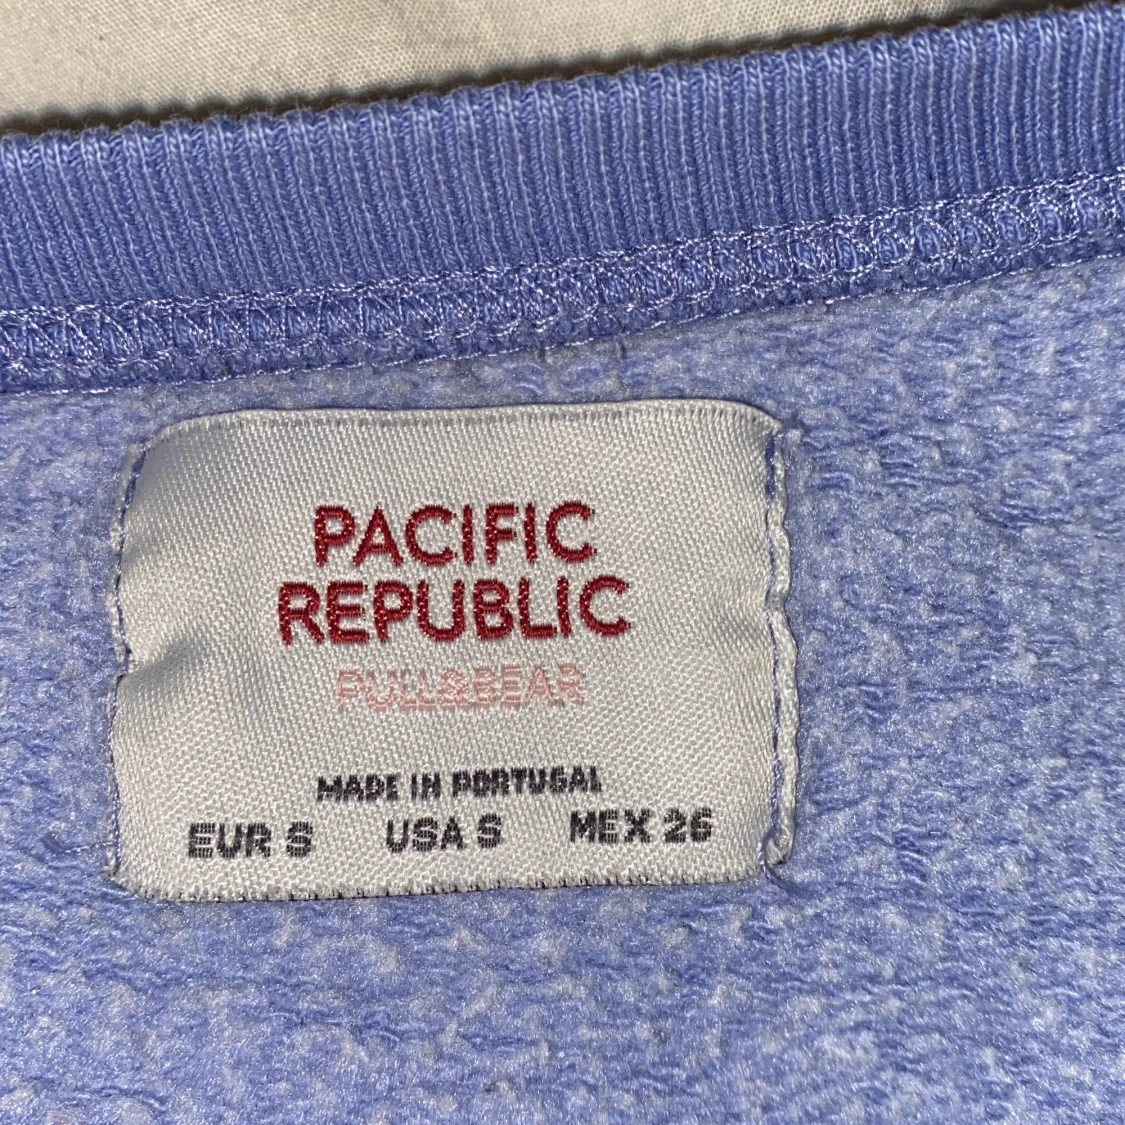 PACIFIC
REPUBLIC
PULL&BEAR
MADE IN PORTUGAL
EUR S USA S MEX 26